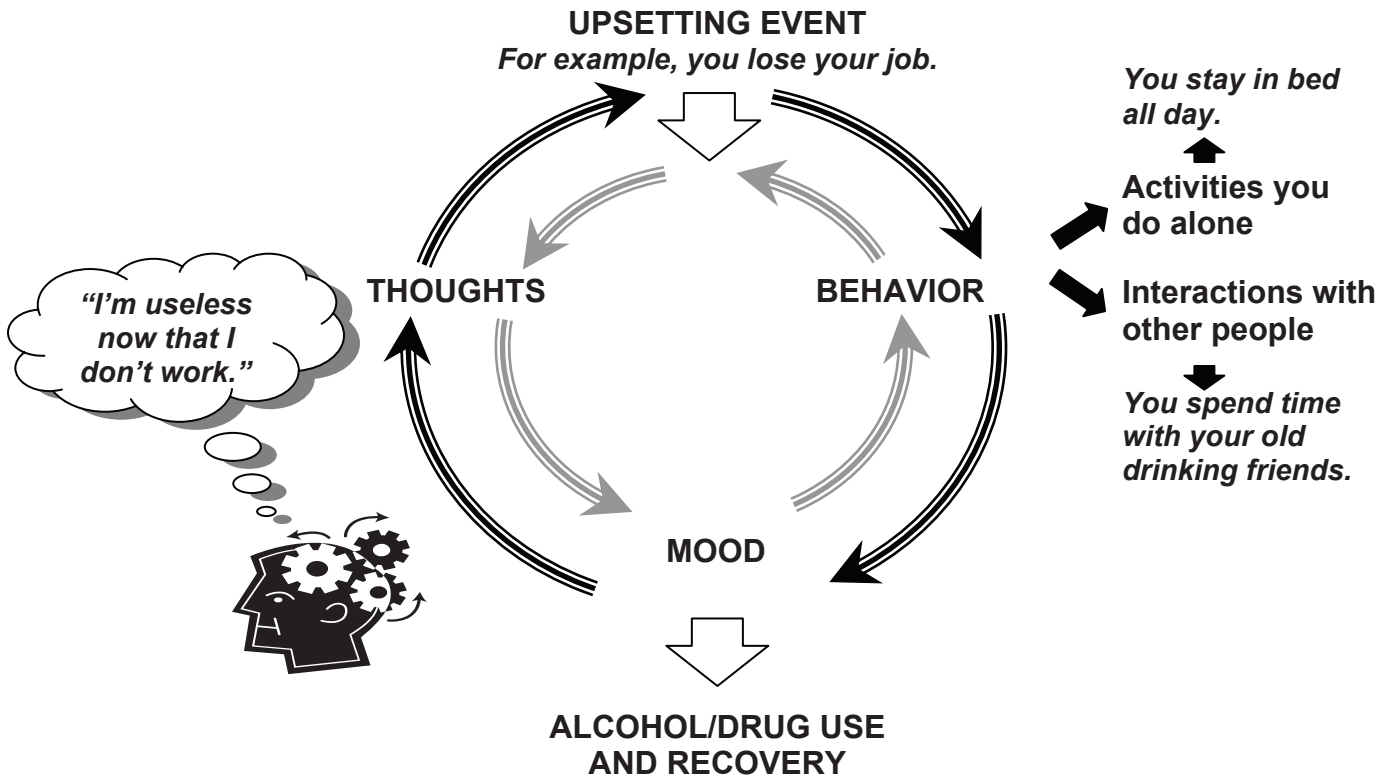 UPSETTING EVENT
For example, you lose your job.
You stay in bed
all day.
Activities you
do alone
THOUGHTS
BEHAVIOR
Interactions with
other people
“I’m useless
now that I
don’t work.”
You spend time
with your old
drinking friends.
MOOD
ALCOHOL/DRUG USE
AND RECOVERY